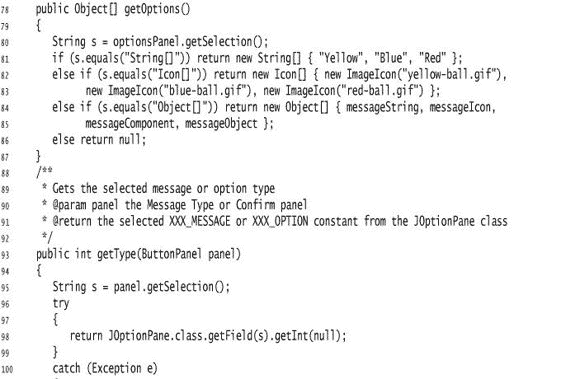 78 public Object[] getOptions()
79 {
80 String s = optionsPanel.getSelection();
81 if (s.equals("String[]")) return new String[] { "Yellow", "Blue", "Red" };
82 else if (s.equals("Icon[]")) return new Icon[] { new ImageIcon("yellow-ball.gif"),
83 new ImageIcon("blue-ball.gif"), new ImageIcon("red-ball.gif") };
84 else if (s.equals("Object[]")) return new Object[] { messageString, messageIcon,
85 messageComponent, messageObject };
86 else return null;
87 }
88 /**
89 * Gets the selected message or option type
90 * @param panel the Message Type or Confirm panel
91 * @return the selected XXX_MESSAGE or XXX_OPTION constant from the JOptionPane class
92 */
93 public int getType(ButtonPanel panel)
94 {
95 String s = panel.getSelection();
96 try
97 {
98 return JOptionPane.class.getField(s).getInt(null);
99 }
100 catch (Exception e)